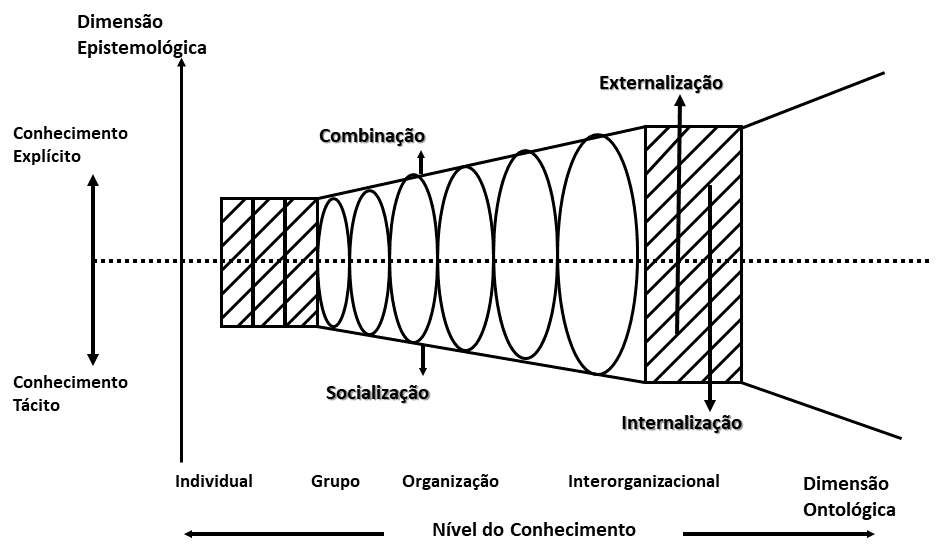 Dimensão
Epistemológica
Externalização
Conhecimento
Explícito
Combinação
Conhecimento
Tácito
Socialização
Internalização
Individual
Grupo
Organização
Interorganizacional
Dimensão
Ontológica
Nível do Conhecimento